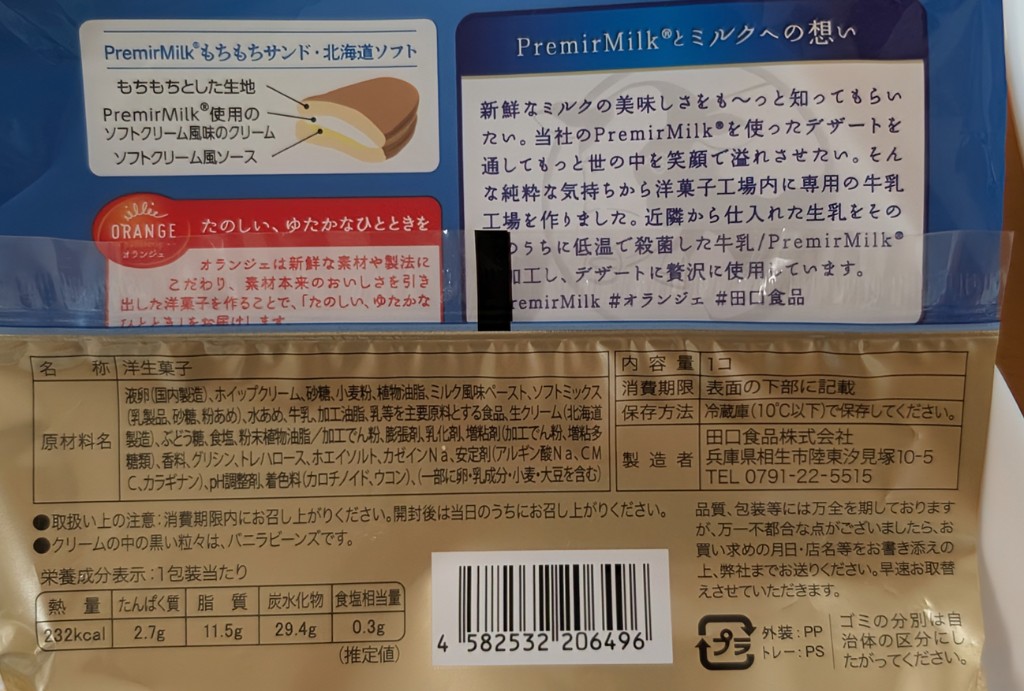 PremirMilk®もちもちサンド・北海道ソフト
もちもちとした生地
PremirMilk®使用の
ソフトクリーム風味のクリーム
ソフトクリーム風ソース
ORANGE
オランジェ
たのしい、ゆたかなひとときを
オランジェは新鮮な素材や製法に
こだわり、素材本来のおいしさを引き
出した洋菓子を作ることで、「たのしい、ゆたかな
ひととき」をお届けします
PremirMilk®とミルクへの想い
新鮮なミルクの美味しさをも〜っと知ってもらい
たい。当社のPremirMilk®を使ったデザートを
通してもっと世の中を笑顔で溢れさせたい。そん
な純粋な気持ちから洋菓子工場内に専用の牛乳
工場を作りました。近隣から仕入れた生乳をその
のうちに低温で殺菌した牛乳/PremirMilk®
加工し、デザートに贅沢に使用しています。
remirMilk #オランジェ #田口食品
名 称 洋生菓子
原材料名
液卵(国内製造)、ホイップクリーム、砂糖、小麦粉、植物油脂、ミルク風味ペースト、ソフトミックス
(乳製品、砂糖、粉あめ)、水あめ、牛乳、加工油脂、乳等を主要原料とする食品、生クリーム(北海道
製造)、ぶどう糖、食塩、粉末植物油脂/加工でん粉、膨張剤、乳化剤、増粘剤(加工でん粉、増粘多
糖類)、香料、グリシン、トレハロース、ホエイソルト、カゼインNa、安定剤(アルギン酸Na、CM
C、カラギナン)、pH調整剤、着色料(カロチノイド、ウコン)、(一部に卵・乳成分・小麦・大豆を含む)
内容量 1コ
消費期限 表面の下部に記載
保存方法 冷蔵庫(10℃以下)で保存してください。
製造者
田口食品株式会社
兵庫県相生市陸東汐見塚10-5
TEL 0791-22-5515
●取扱い上の注意:消費期限内にお召し上がりください。開封後は当日のうちにお召し上がりください。
●クリームの中の黒い粒々は、バニラビーンズです。
栄養成分表示:1包装当たり
熱 量 たんぱく質 脂 質 炭水化物 食塩相当量
232kcal 2.7g 11.5g 29.4g 0.3g
(推定値)
4 582532 206496
品質、包装等には万全を期しております
が、万一不都合な点がございましたら、お
買い求めの月日・店名等をお書き添えの
上、弊社までお送りください。早速お取替
えさせていただきます。
プラ
外装:PP
トレー:PS
ゴミの分別は自
治体の区分にし
たがってください。